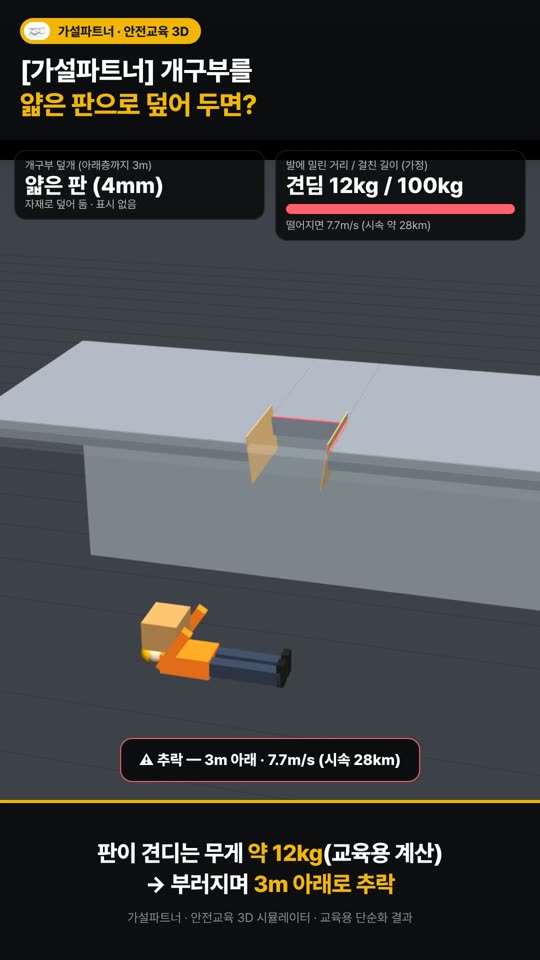 가설파트너 · 안전교육 3D
[가설파트너] 개구부를
얇은 판으로 덮어 두면?
개구부 덮개 (아래층까지 3m)
얇은 판 (4mm)
자재로 덮어 둠 · 표시 없음
발에 밀린 거리 / 걸친 길이 (가정)
견딤 12kg / 100kg
떨어지면 7.7m/s (시속 약 28km)
⚠ 추락 — 3m 아래 · 7.7m/s (시속 28km)
판이 견디는 무게 약 12kg(교육용 계산)
→ 부러지며 3m 아래로 추락
가설파트너 · 안전교육 3D 시뮬레이터 · 교육용 단순화 결과